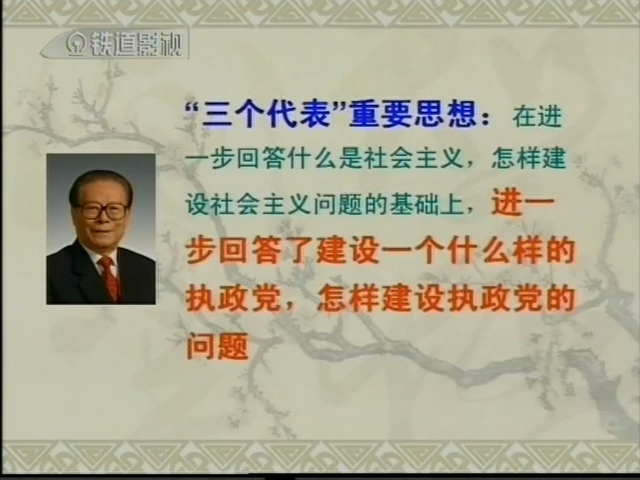 铁道影视
“三个代表”重要思想：在进
一步回答什么是社会主义，怎样建
设社会主义问题的基础上，进一
步回答了建设一个什么样的
执政党，怎样建设执政党的
问题